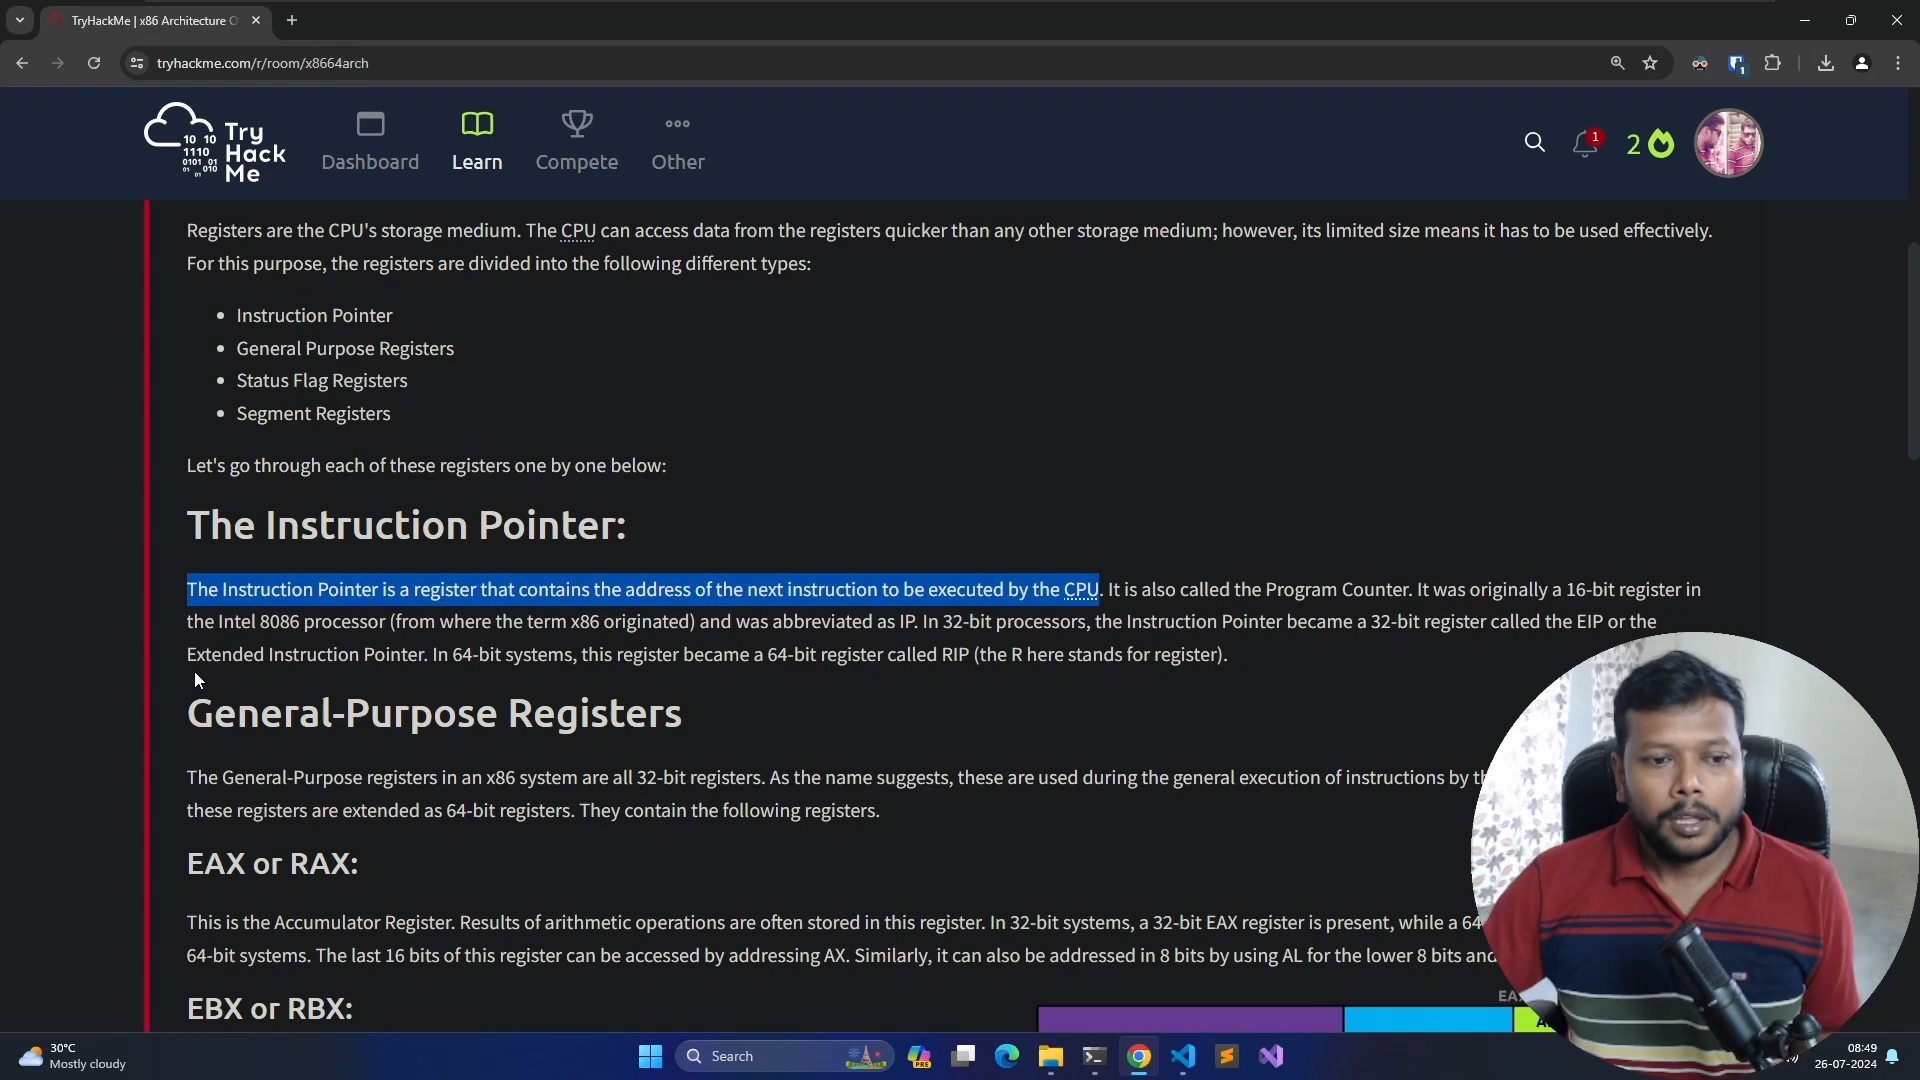 TryHackMe | x86 Architecture O
tryhackme.com/r/room/x8664arch
10 10
1110
0101 01
01 010
01
Try
Hack
Me
Dashboard
Learn
Compete
Other
1
2
Registers are the CPU's storage medium. The CPU can access data from the registers quicker than any other storage medium; however, its limited size means it has to be used effectively.
For this purpose, the registers are divided into the following different types:
Instruction Pointer
General Purpose Registers
Status Flag Registers
Segment Registers
Let's go through each of these registers one by one below:
The Instruction Pointer:
The Instruction Pointer is a register that contains the address of the next instruction to be executed by the CPU. It is also called the Program Counter. It was originally a 16-bit register in
the Intel 8086 processor (from where the term x86 originated) and was abbreviated as IP. In 32-bit processors, the Instruction Pointer became a 32-bit register called the EIP or the
Extended Instruction Pointer. In 64-bit systems, this register became a 64-bit register called RIP (the R here stands for register).
General-Purpose Registers
The General-Purpose registers in an x86 system are all 32-bit registers. As the name suggests, these are used during the general execution of instructions by
these registers are extended as 64-bit registers. They contain the following registers.
EAX or RAX:
This is the Accumulator Register. Results of arithmetic operations are often stored in this register. In 32-bit systems, a 32-bit EAX register is present, while a 64
64-bit systems. The last 16 bits of this register can be accessed by addressing AX. Similarly, it can also be addressed in 8 bits by using AL for the lower 8 bits and
EBX or RBX:
30°C
Mostly cloudy
Search
PRE
08:49
26-07-2024